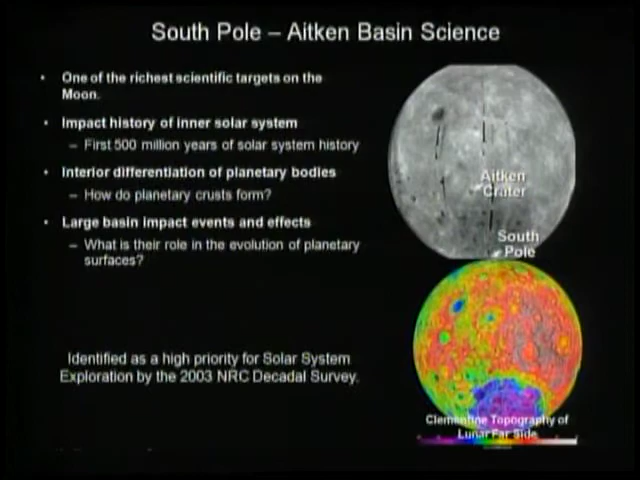 South Pole – Aitken Basin Science
• One of the richest scientific targets on the
Moon.
• Impact history of inner solar system
– First 500 million years of solar system history
• Interior differentiation of planetary bodies
– How do planetary crusts form?
• Large basin impact events and effects
– What is their role in the evolution of planetary
surfaces?
Identified as a high priority for Solar System
Exploration by the 2003 NRC Decadal Survey.
Aitken
Crater
South
Pole
Clementine Topography of
Lunar Far Side